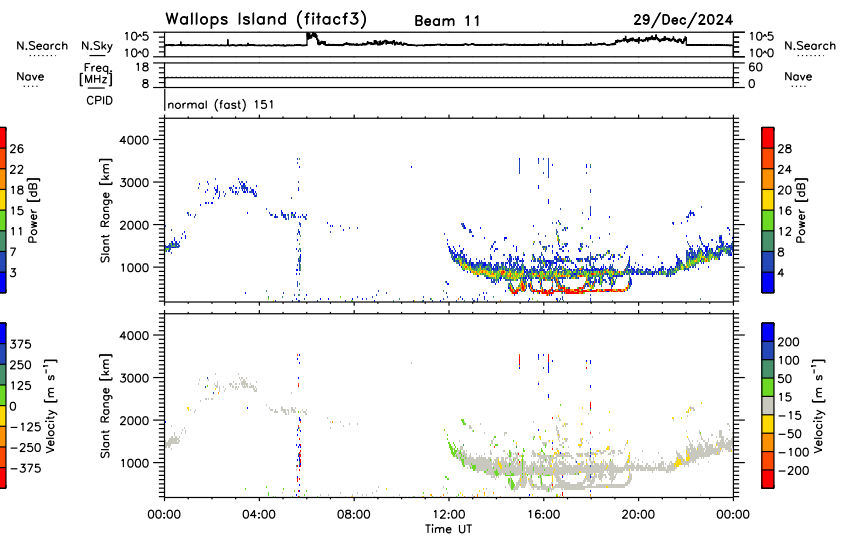 Wallops Island (fitacf3) Beam 11 29/Dec/2024
N.Search N.Sky 10^5 10^0 10^5 10^0 N.Search
Nave Freq. [MHz] 18 8 60 0 Nave
CPID normal (fast) 151
Slant Range [km] 4000 3000 2000 1000
Power [dB] 26 22 18 15 11 7 3
Power [dB] 28 24 20 16 12 8 4
Slant Range [km] 4000 3000 2000 1000
Velocity [m s⁻¹] 375 250 125 0 −125 −250 −375
Velocity [m s⁻¹] 200 100 50 15 −15 −50 −100 −200
00:00 04:00 08:00 12:00 16:00 20:00 00:00
Time UT